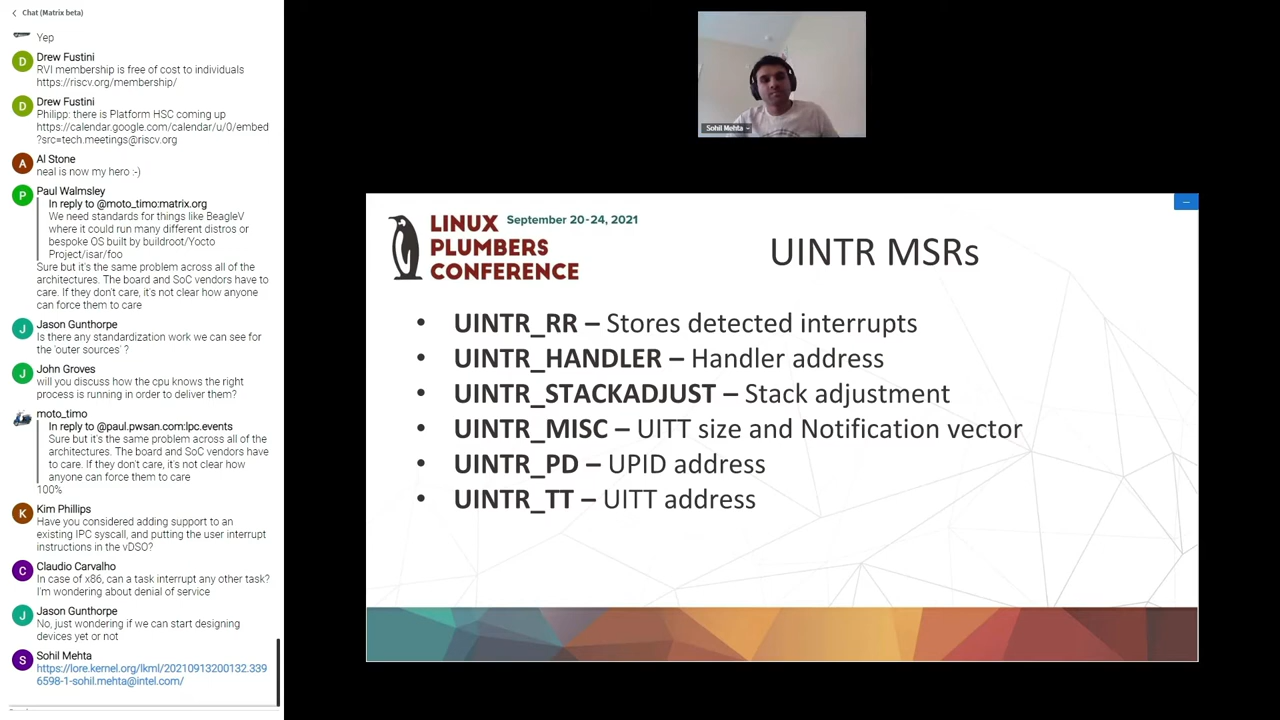 Chat (Matrix beta)
Yep
D
Drew Fustini
RVI membership is free of cost to individuals
https://riscv.org/membership/
D
Drew Fustini
Philipp: there is Platform HSC coming up
https://calendar.google.com/calendar/u/0/embed
?src=tech.meetings@riscv.org
A
Al Stone
neal is now my hero :-)
P
Paul Walmsley
In reply to @moto_timo:matrix.org
We need standards for things like BeagleV
where it could run many different distros or
bespoke OS built by buildroot/Yocto
Project/isar/foo
Sure but it's the same problem across all of the
architectures. The board and SoC vendors have to
care. If they don't care, it's not clear how anyone
can force them to care
J
Jason Gunthorpe
Is there any standardization work we can see for
the 'outer sources' ?
J
John Groves
will you discuss how the cpu knows the right
process is running in order to deliver them?
moto_timo
In reply to @paul.pwsan.com:lpc.events
Sure but it's the same problem across all of the
architectures. The board and SoC vendors have
to care. If they don't care, it's not clear how
anyone can force them to care
100%
K
Kim Phillips
Have you considered adding support to an
existing IPC syscall, and putting the user interrupt
instructions in the vDSO?
C
Claudio Carvalho
In case of x86, can a task interrupt any other task?
I'm wondering about denial of service
J
Jason Gunthorpe
No, just wondering if we can start designing
devices yet or not
S
Sohil Mehta
https://lore.kernel.org/lkml/20210913200132.339
6598-1-sohil.mehta@intel.com/
Sohil Mehta
LINUX
PLUMBERS
CONFERENCE
September 20-24, 2021
UINTR MSRs
• UINTR_RR – Stores detected interrupts
• UINTR_HANDLER – Handler address
• UINTR_STACKADJUST – Stack adjustment
• UINTR_MISC – UITT size and Notification vector
• UINTR_PD – UPID address
• UINTR_TT – UITT address